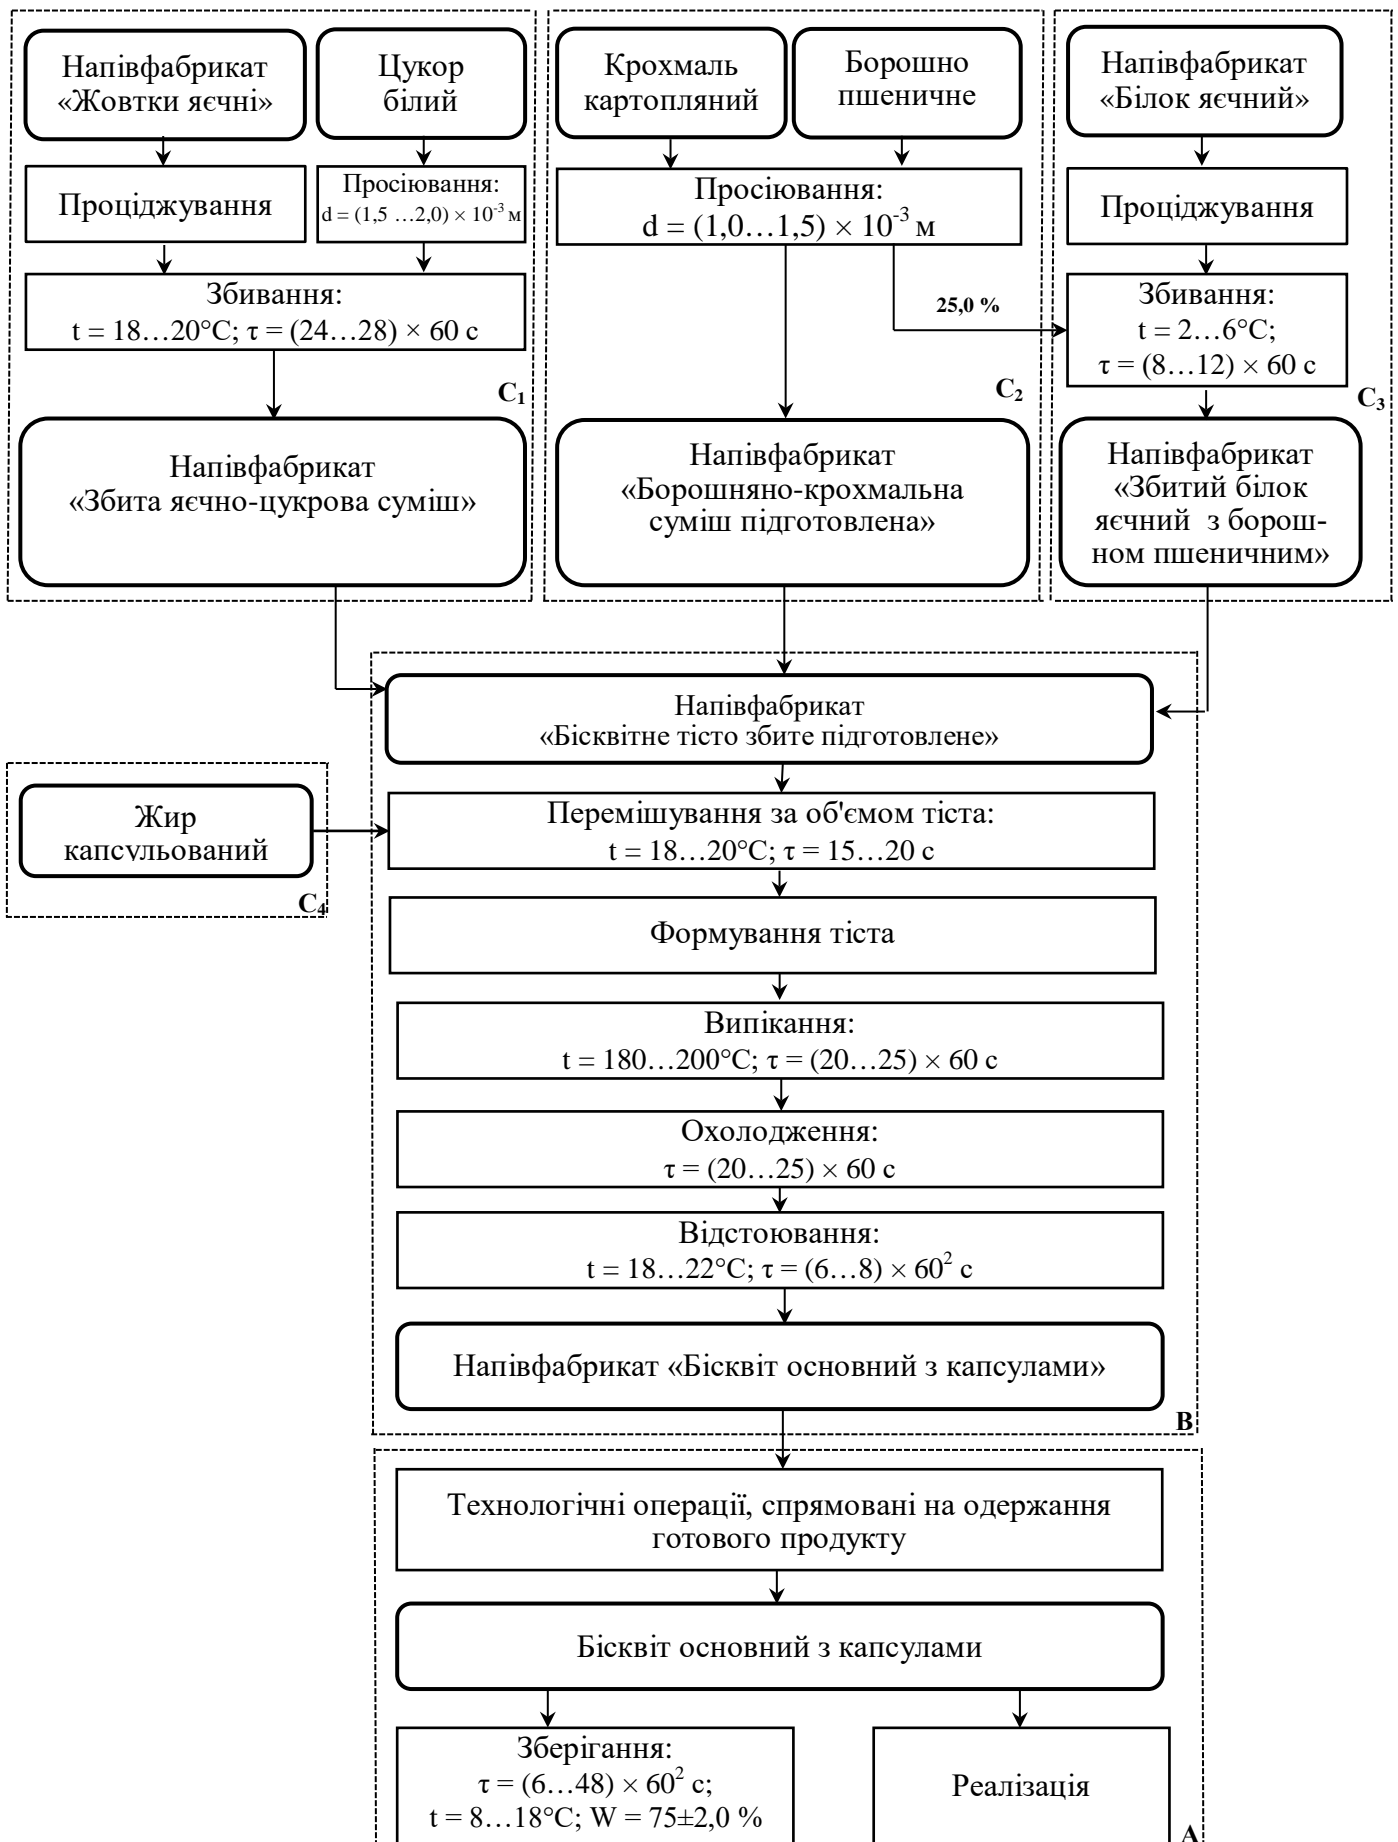 Напівфабрикат
«Жовтки яєчні»
Цукор
білий
Крохмаль
картопляний
Борошно
пшеничне
Напівфабрикат
«Білок яєчний»
Проціджування
Просіювання:
d = (1,5 …2,0) × 10⁻³ м
Просіювання:
d = (1,0…1,5) × 10⁻³ м
Проціджування
Збивання:
t = 18…20°С; τ = (24…28) × 60 с
25,0 %
Збивання:
t = 2…6°С;
τ = (8…12) × 60 с
С₁
С₂
С₃
Напівфабрикат
«Збита яєчно-цукрова суміш»
Напівфабрикат
«Борошняно-крохмальна
суміш підготовлена»
Напівфабрикат
«Збитий білок
яєчний з борош-
ном пшеничним»
Напівфабрикат
«Бісквітне тісто збите підготовлене»
Жир
капсульований
С₄
Перемішування за об'ємом тіста:
t = 18…20°С; τ = 15…20 с
Формування тіста
Випікання:
t = 180…200°С; τ = (20…25) × 60 с
Охолодження:
τ = (20…25) × 60 с
Відстоювання:
t = 18…22°С; τ = (6…8) × 60² с
Напівфабрикат «Бісквіт основний з капсулами»
В
Технологічні операції, спрямовані на одержання
готового продукту
Бісквіт основний з капсулами
Зберігання:
τ = (6…48) × 60² с;
t = 8…18°С; W = 75±2,0 %
Реалізація
А